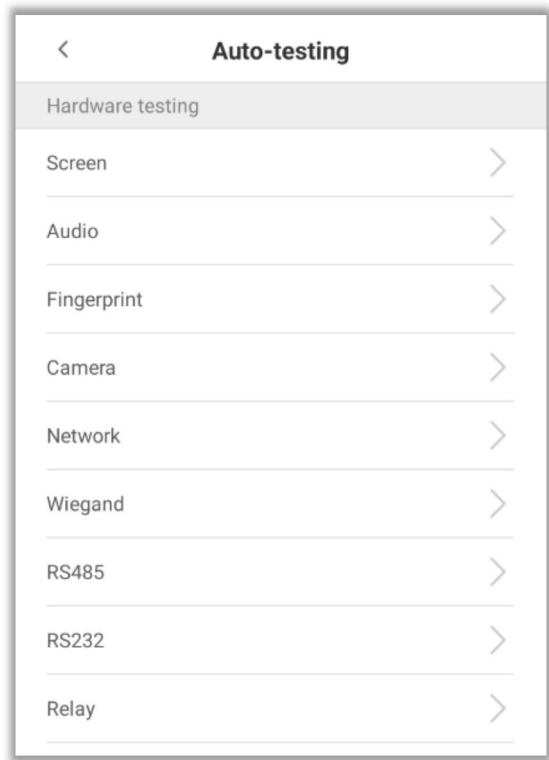 Auto-testing
Hardware testing
Screen
Audio
Fingerprint
Camera
Network
Wiegand
RS485
RS232
Relay